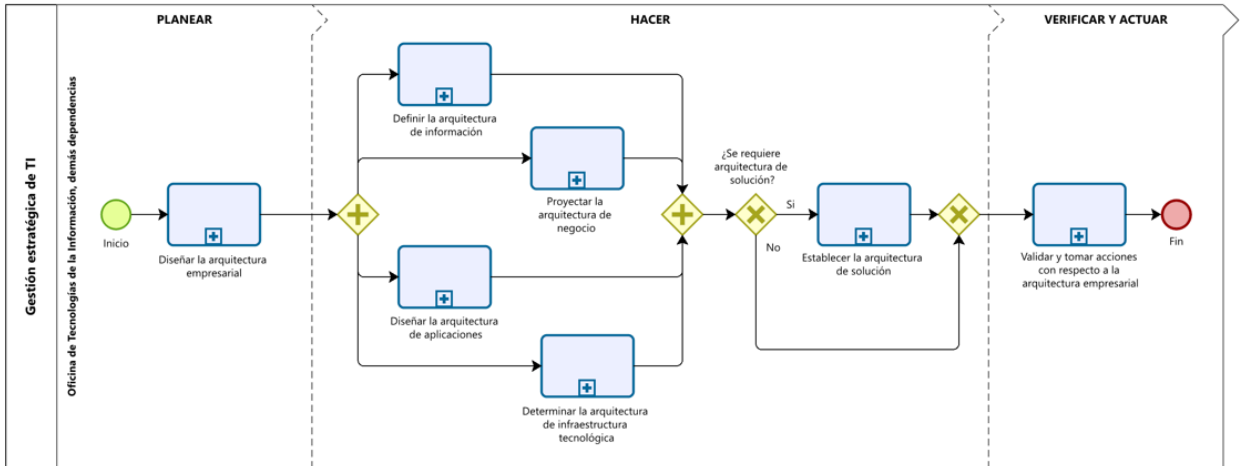 PLANEAR
HACER
VERIFICAR Y ACTUAR
Gestión estratégica de TI
Oficina de Tecnologías de la Información, demás dependencias
Inicio
Diseñar la arquitectura
empresarial
Definir la arquitectura
de información
Proyectar la
arquitectura de
negocio
Diseñar la arquitectura
de aplicaciones
Determinar la arquitectura
de infraestructura
tecnológica
¿Se requiere
arquitectura de
solución?
Si
No
Establecer la arquitectura
de solución
Validar y tomar acciones
con respecto a la
arquitectura empresarial
Fin